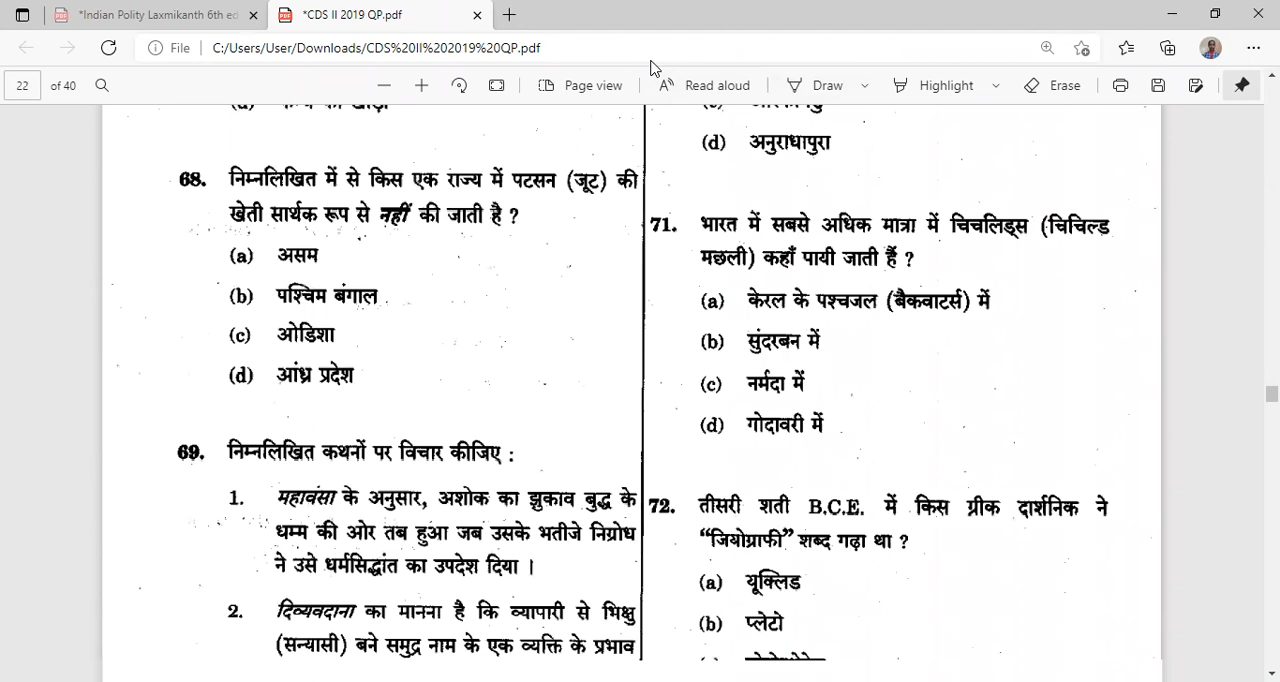 *Indian Polity Laxmikanth 6th ed
*CDS II 2019 QP.pdf
File
C:/Users/User/Downloads/CDS%20II%202019%20QP.pdf
22 of 40
Page view
Read aloud
Draw
Highlight
Erase
68. निम्नलिखित में से किस एक राज्य में पटसन (जूट) की
खेती सार्थक रूप से नहीं की जाती है ?
(a) असम
(b) पश्चिम बंगाल
(c) ओडिशा
(d) आंध्र प्रदेश
69. निम्नलिखित कथनों पर विचार कीजिए :
1. महावंसा के अनुसार, अशोक का झुकाव बुद्ध के
धम्म की ओर तब हुआ जब उसके भतीजे निग्रोध
ने उसे धर्मसिद्धांत का उपदेश दिया ।
2. दिव्यवदाना का मानना है कि व्यापारी से भिक्षु
(सन्यासी) बने समुद्र नाम के एक व्यक्ति के प्रभाव
(d) अनुराधापुरा
71. भारत में सबसे अधिक मात्रा में चिचलिड्स (चिचिल्ड
मछली) कहाँ पायी जाती हैं ?
(a) केरल के पश्चजल (बैकवाटर्स) में
(b) सुंदरबन में
(c) नर्मदा में
(d) गोदावरी में
72. तीसरी शती B.C.E. में किस ग्रीक दार्शनिक ने
“जियोग्राफी” शब्द गढ़ा था ?
(a) यूक्लिड
(b) प्लेटो